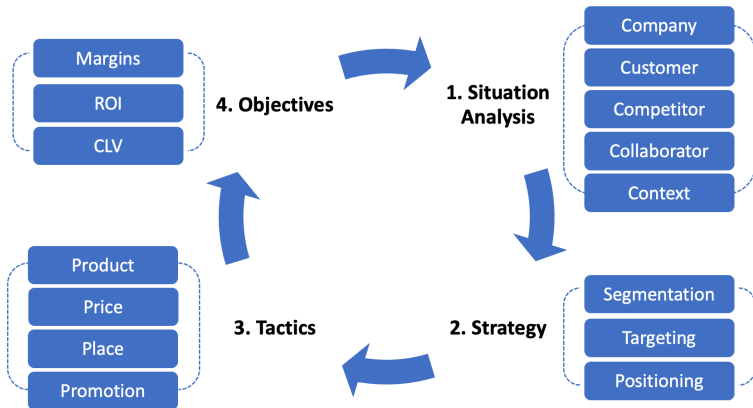 1. Situation
Analysis
Company
Customer
Competitor
Collaborator
Context
2. Strategy
Segmentation
Targeting
Positioning
3. Tactics
Product
Price
Place
Promotion
4. Objectives
Margins
ROI
CLV